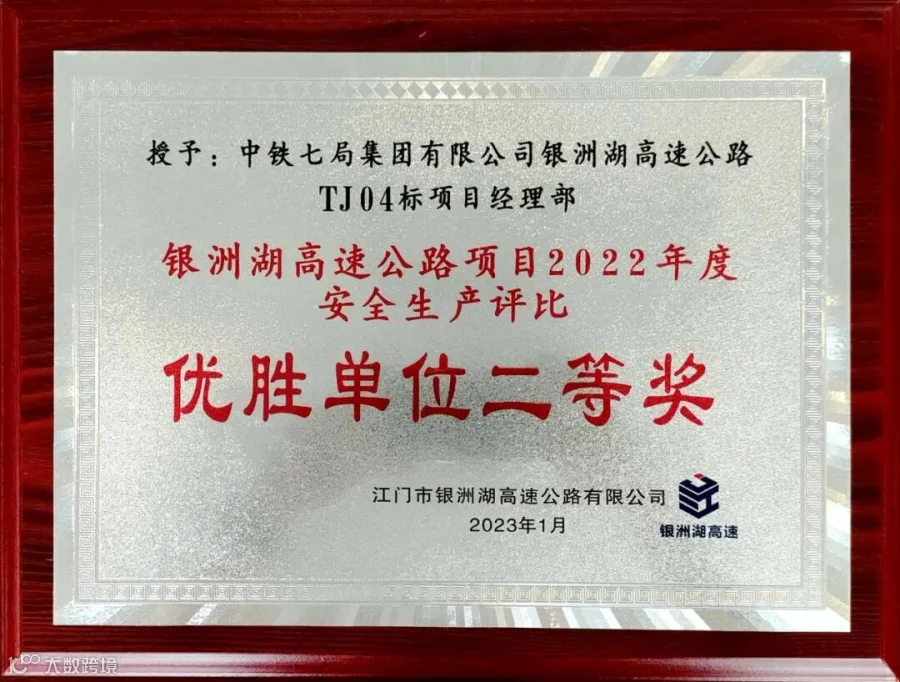 授予：中铁七局集团有限公司银洲湖高速公路
TJ04标项目经理部
银洲湖高速公路项目2022年度
安全生产评比
优胜单位二等奖
江门市银洲湖高速公路有限公司
2023年1月
银洲湖高速
大数跨境